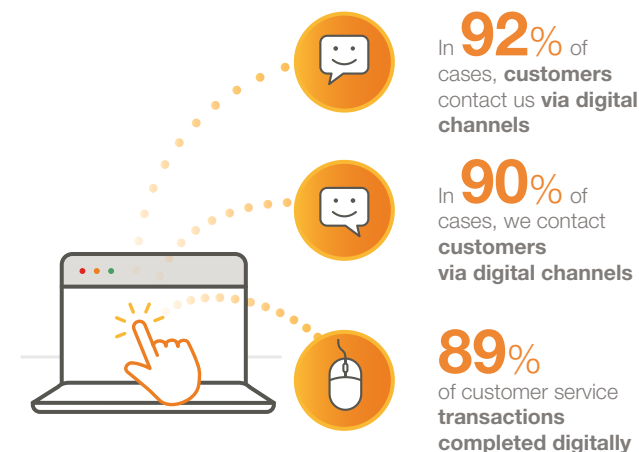 In 92% of
cases, customers
contact us via digital
channels
In 90% of
cases, we contact
customers
via digital channels
89%
of customer service
transactions
completed digitally